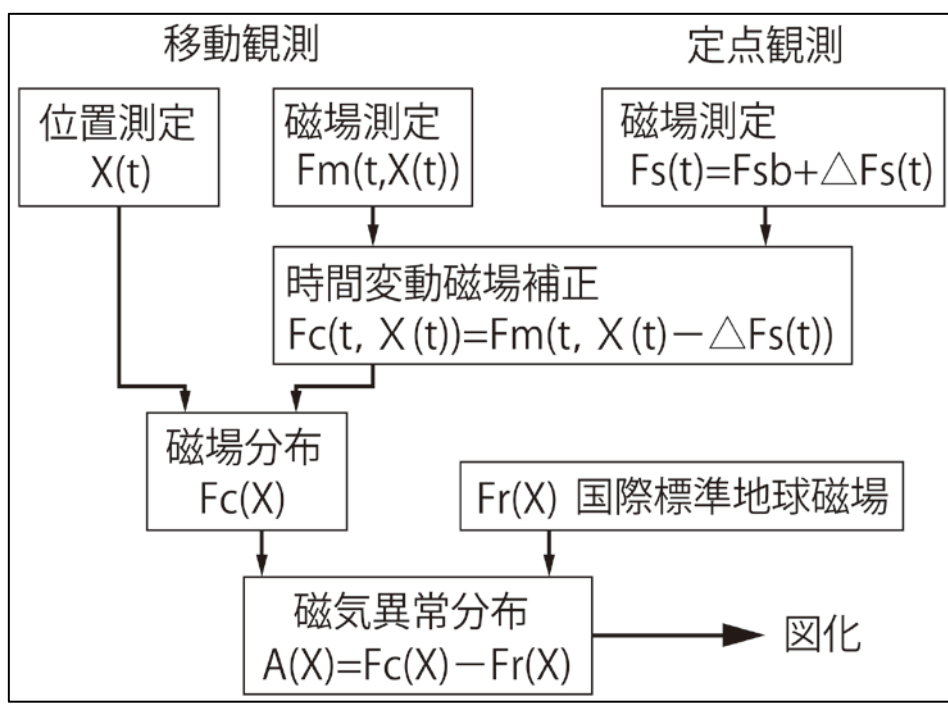 移動観測
定点観測
位置測定
X(t)
磁場測定
Fm(t,X(t))
磁場測定
Fs(t)=Fsb+△Fs(t)
時間変動磁場補正
Fc(t, X(t))=Fm(t, X(t)−△Fs(t))
磁場分布
Fc(X)
Fr(X) 国際標準地球磁場
磁気異常分布
A(X)=Fc(X)−Fr(X)
図化